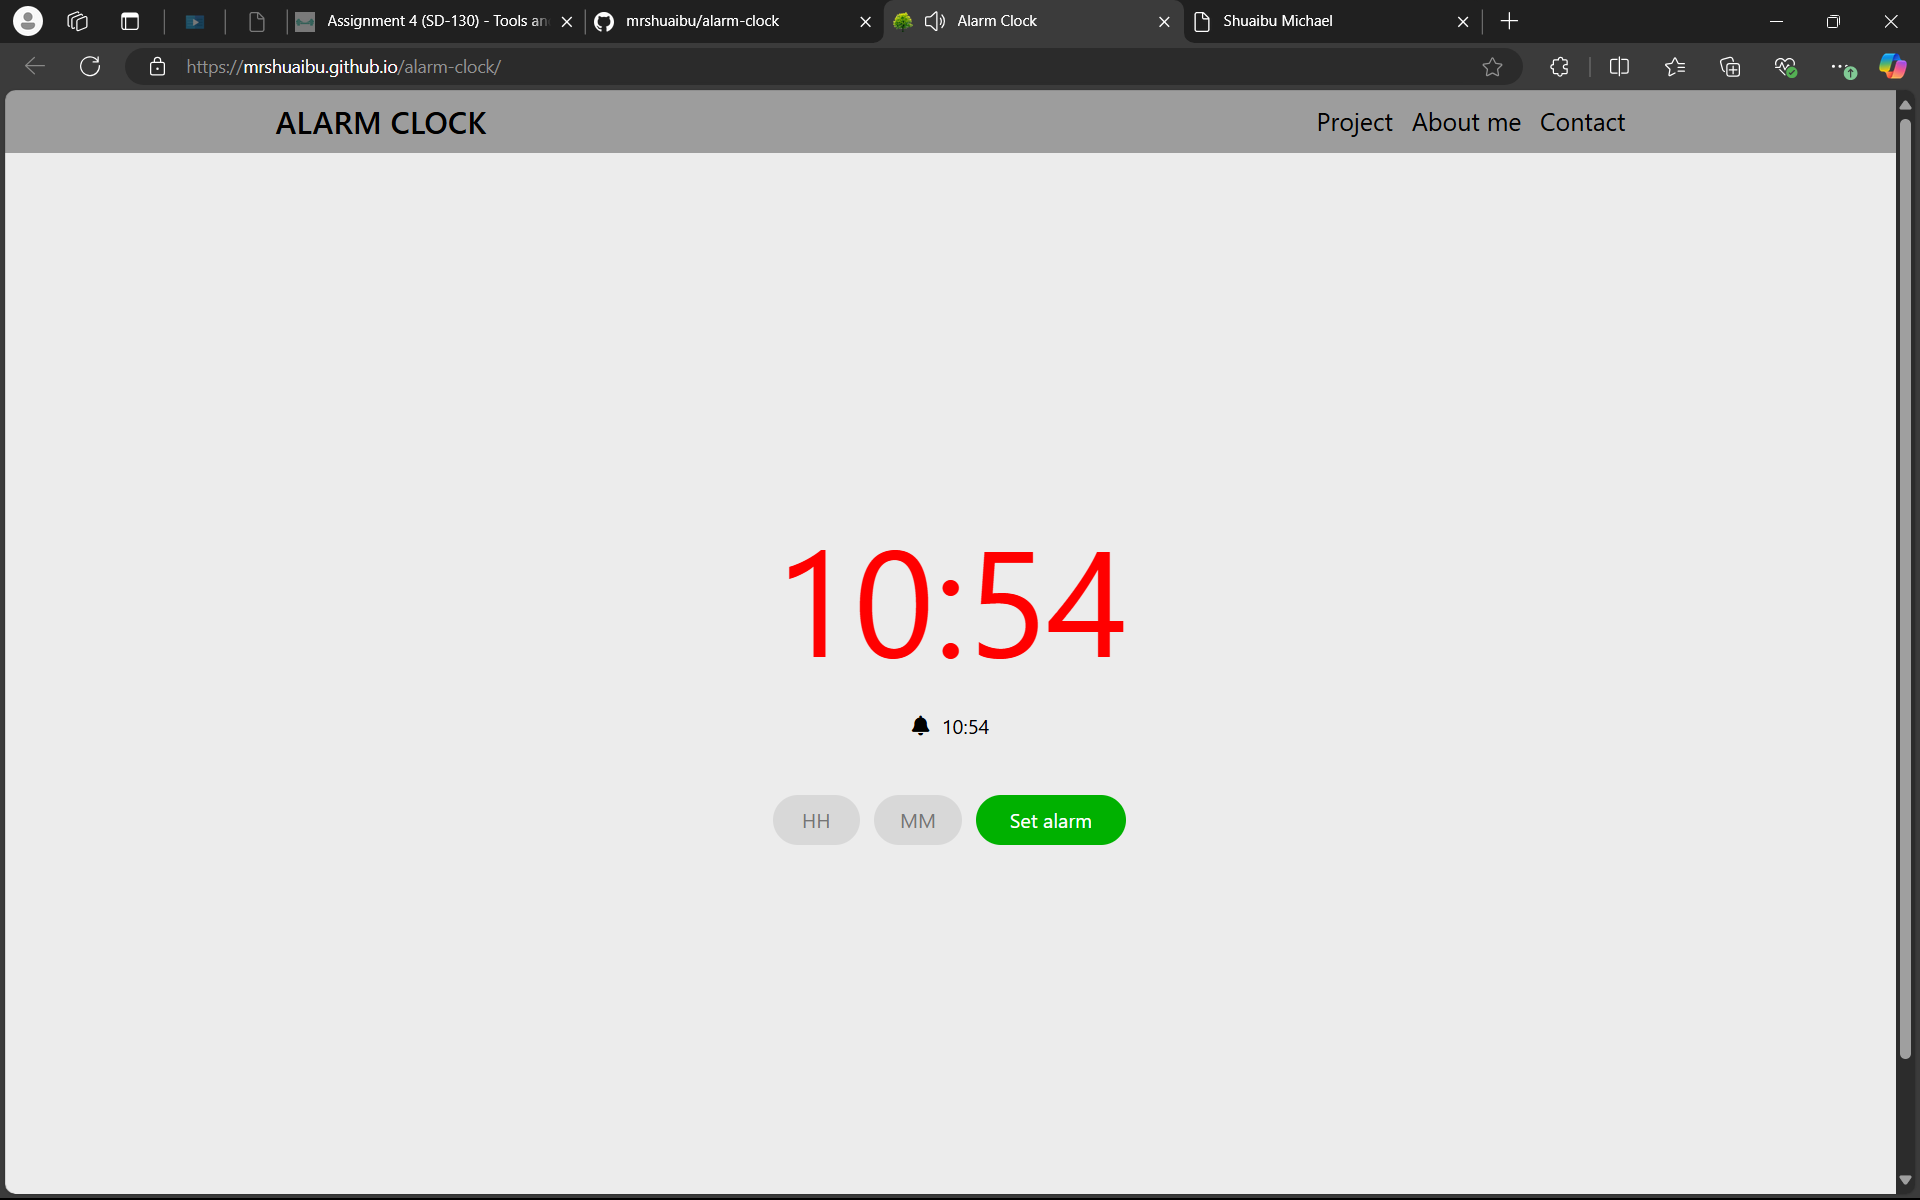 Assignment 4 (SD-130) - Tools an
mrshuaibu/alarm-clock
Alarm Clock
Shuaibu Michael
https://mrshuaibu.github.io/alarm-clock/
ALARM CLOCK
Project About me Contact
10:54
10:54
HH MM Set alarm